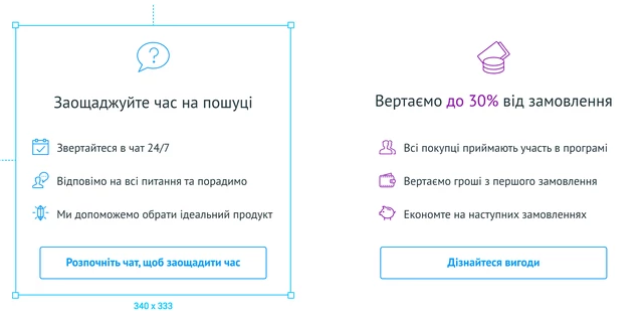 Заощаджуйте час на пошуці
Звертайтеся в чат 24/7
Відповімо на всі питання та порадимо
Ми допоможемо обрати ідеальний продукт
Розпочніть чат, щоб заощадити час
340 x 333
Вертаємо до 30% від замовлення
Всі покупці приймають участь в програмі
Вертаємо гроші з першого замовлення
Економте на наступних замовленнях
Дізнайтеся вигоди